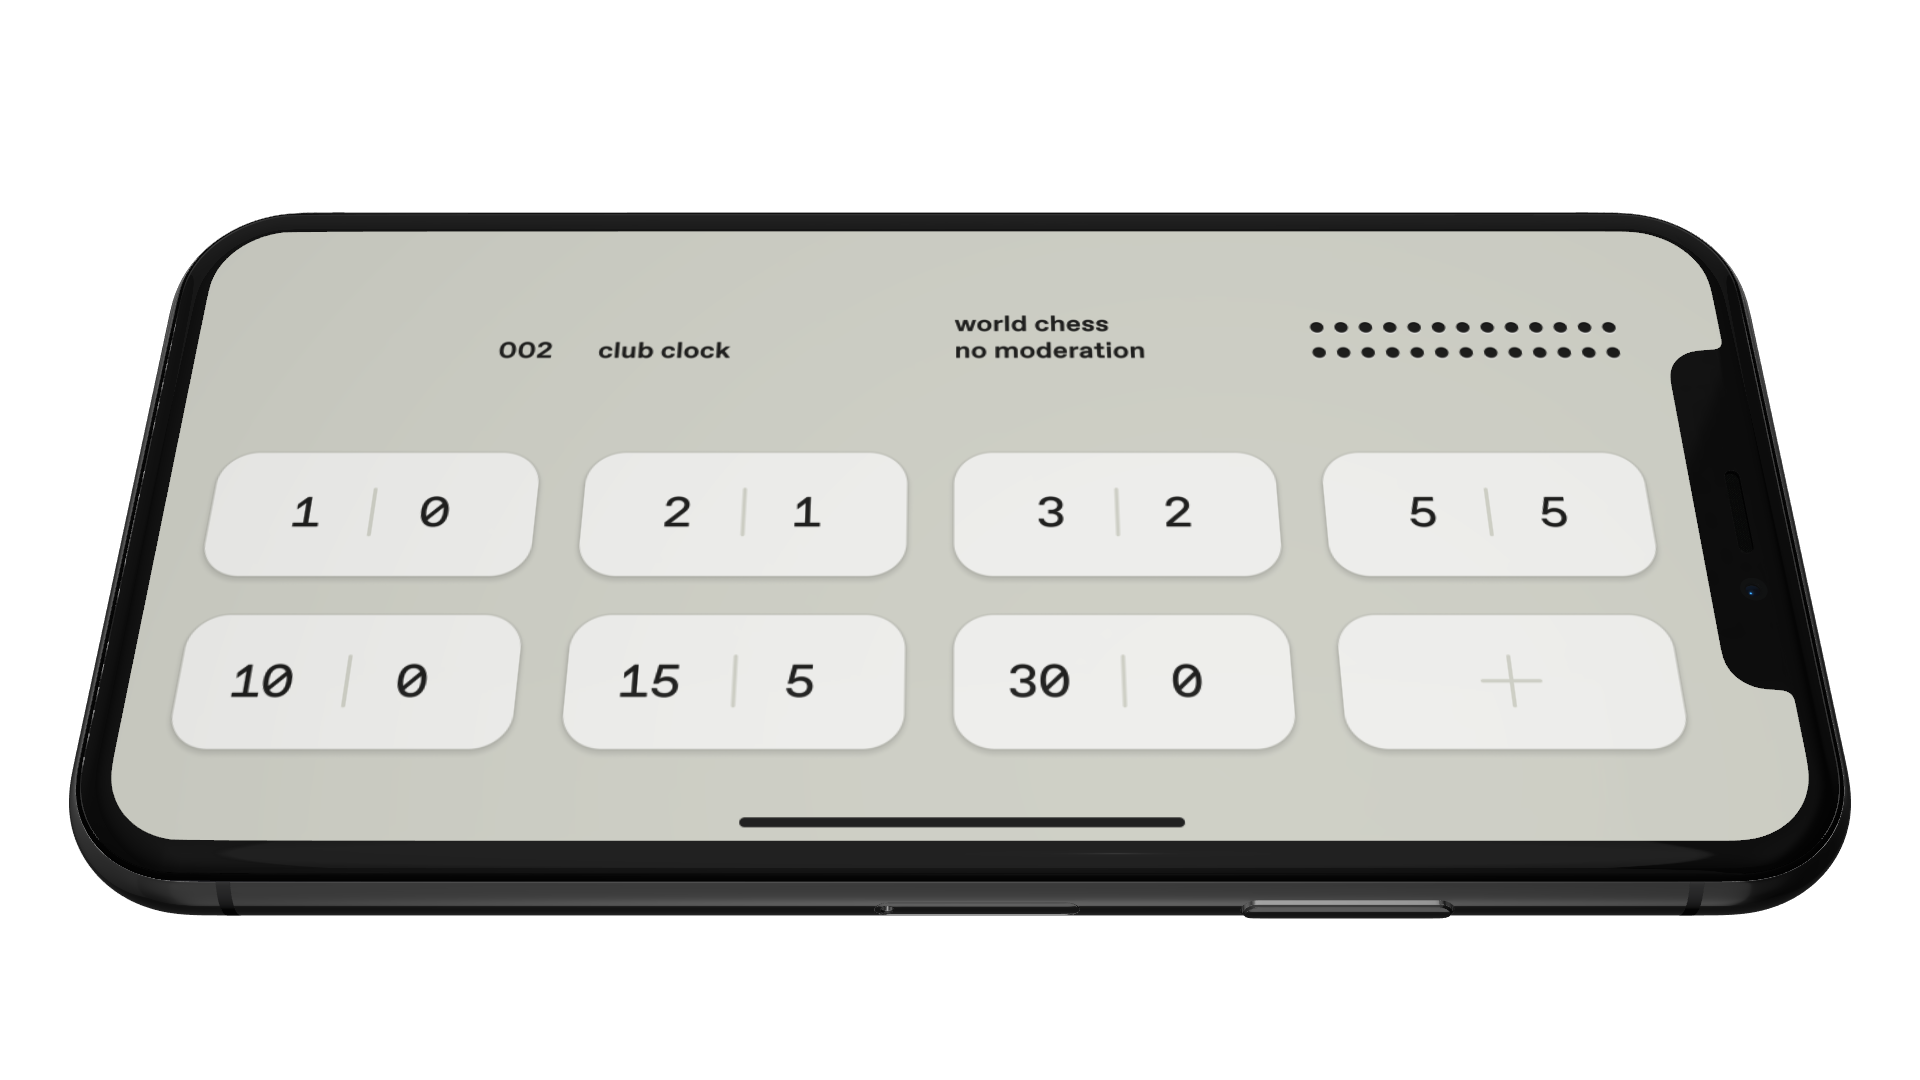 002 club clock
world chess
no moderation
1 | 0
2 | 1
3 | 2
5 | 5
10 | 0
15 | 5
30 | 0
+